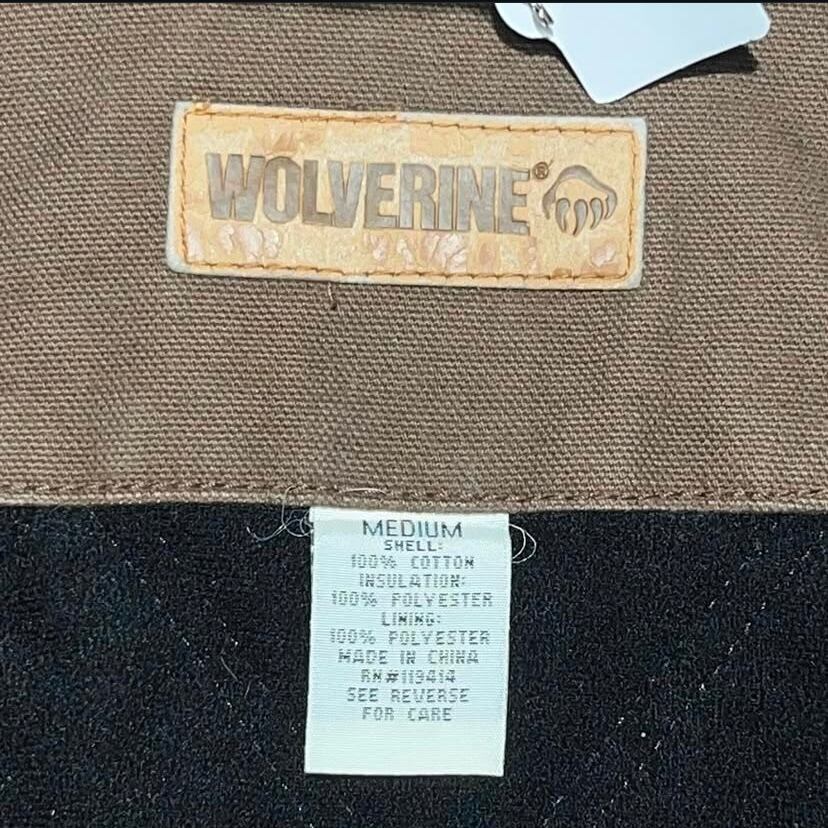 WOLVERINE®
MEDIUM
SHELL:
100% COTTON
INSULATION:
100% POLYESTER
LINING:
100% POLYESTER
MADE IN CHINA
RN#119414
SEE REVERSE
FOR CARE